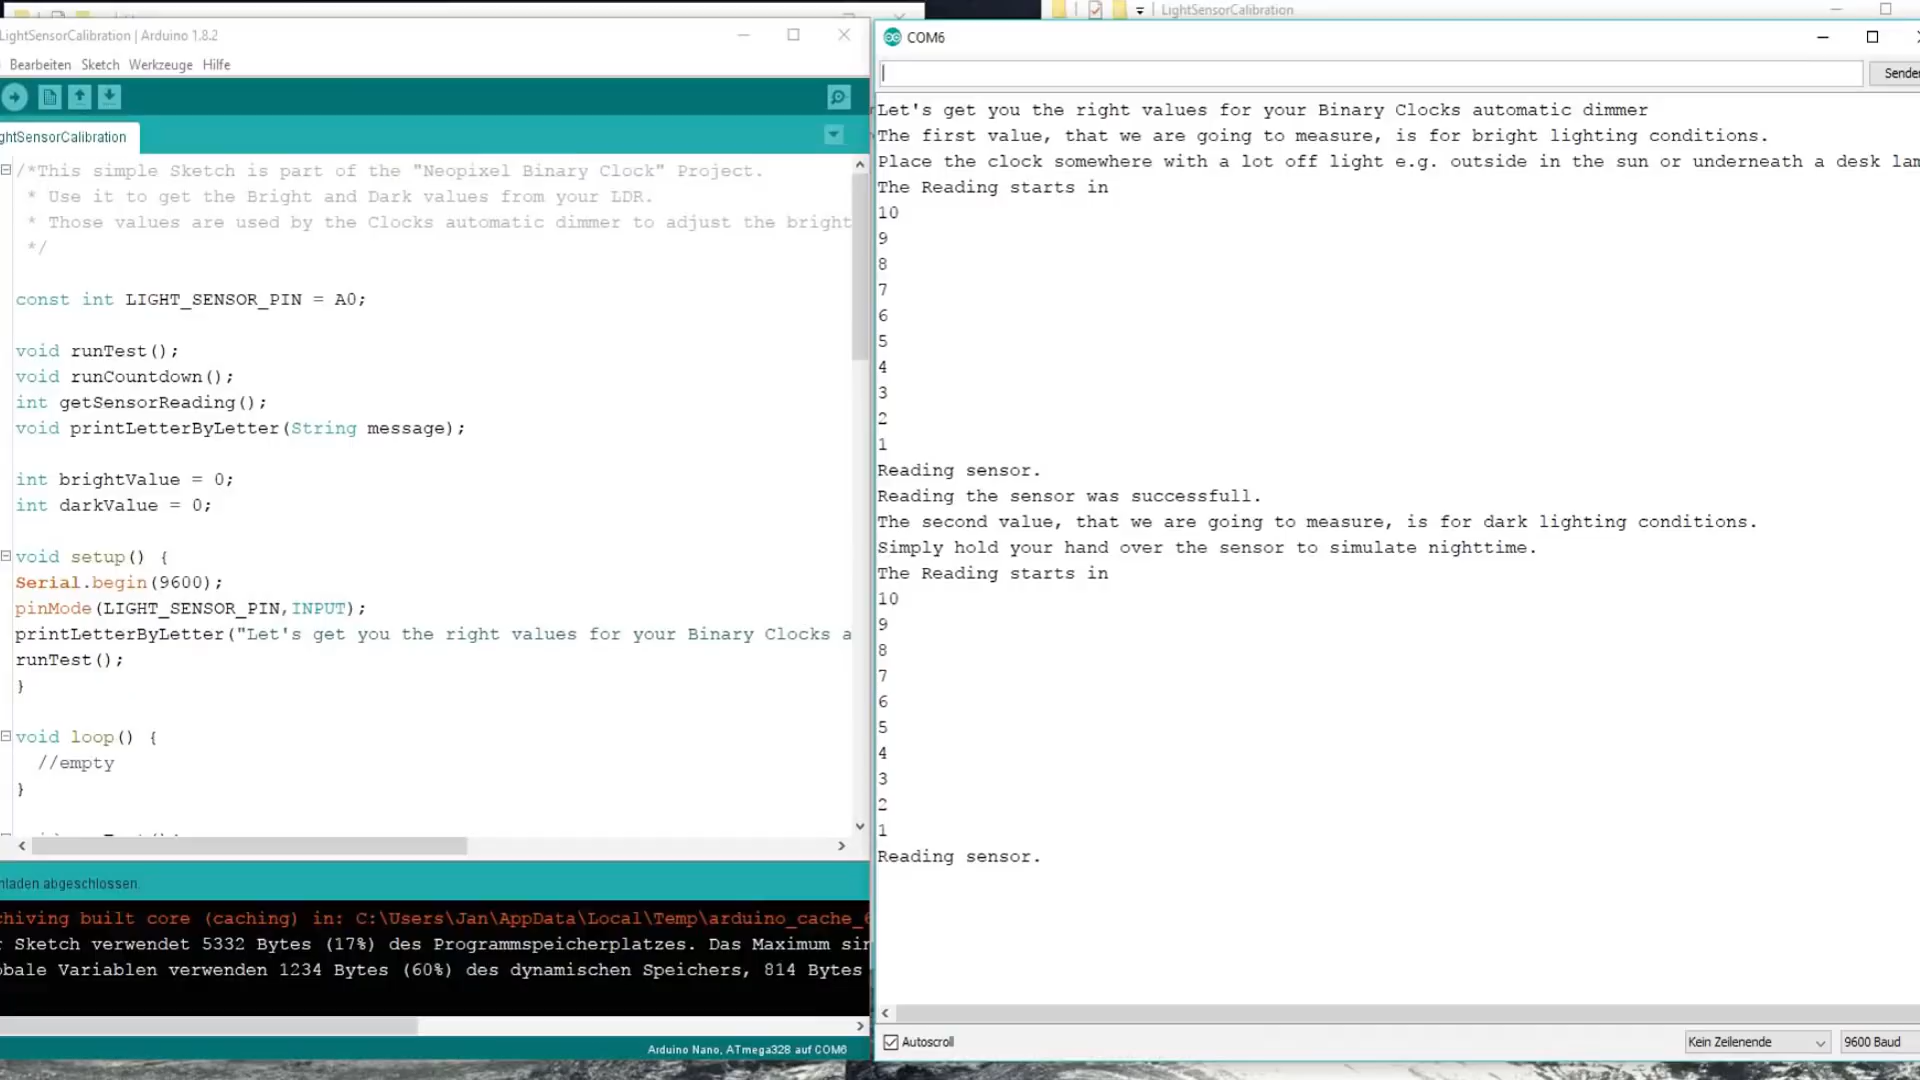 LightSensorCalibration
LightSensorCalibration | Arduino 1.8.2
Bearbeiten Sketch Werkzeuge Hilfe
ghtSensorCalibration
/*This simple Sketch is part of the "Neopixel Binary Clock" Project.
* Use it to get the Bright and Dark values from your LDR.
* Those values are used by the Clocks automatic dimmer to adjust the bright
*/
const int LIGHT_SENSOR_PIN = A0;
void runTest();
void runCountdown();
int getSensorReading();
void printLetterByLetter(String message);
int brightValue = 0;
int darkValue = 0;
void setup() {
Serial.begin(9600);
pinMode(LIGHT_SENSOR_PIN,INPUT);
printLetterByLetter("Let's get you the right values for your Binary Clocks a
runTest();
}
void loop() {
//empty
}
nladen abgeschlossen
chiving built core (caching) in: C:\Users\Jan\AppData\Local\Temp\arduino_cache_6
r Sketch verwendet 5332 Bytes (17%) des Programmspeicherplatzes. Das Maximum sin
obale Variablen verwenden 1234 Bytes (60%) des dynamischen Speichers, 814 Bytes
Arduino Nano, ATmega328 auf COM6
COM6
Senden
Let's get you the right values for your Binary Clocks automatic dimmer
The first value, that we are going to measure, is for bright lighting conditions.
Place the clock somewhere with a lot off light e.g. outside in the sun or underneath a desk lam
The Reading starts in
10
9
8
7
6
5
4
3
2
1
Reading sensor.
Reading the sensor was successfull.
The second value, that we are going to measure, is for dark lighting conditions.
Simply hold your hand over the sensor to simulate nighttime.
The Reading starts in
10
9
8
7
6
5
4
3
2
1
Reading sensor.
Autoscroll
Kein Zeilenende
9600 Baud